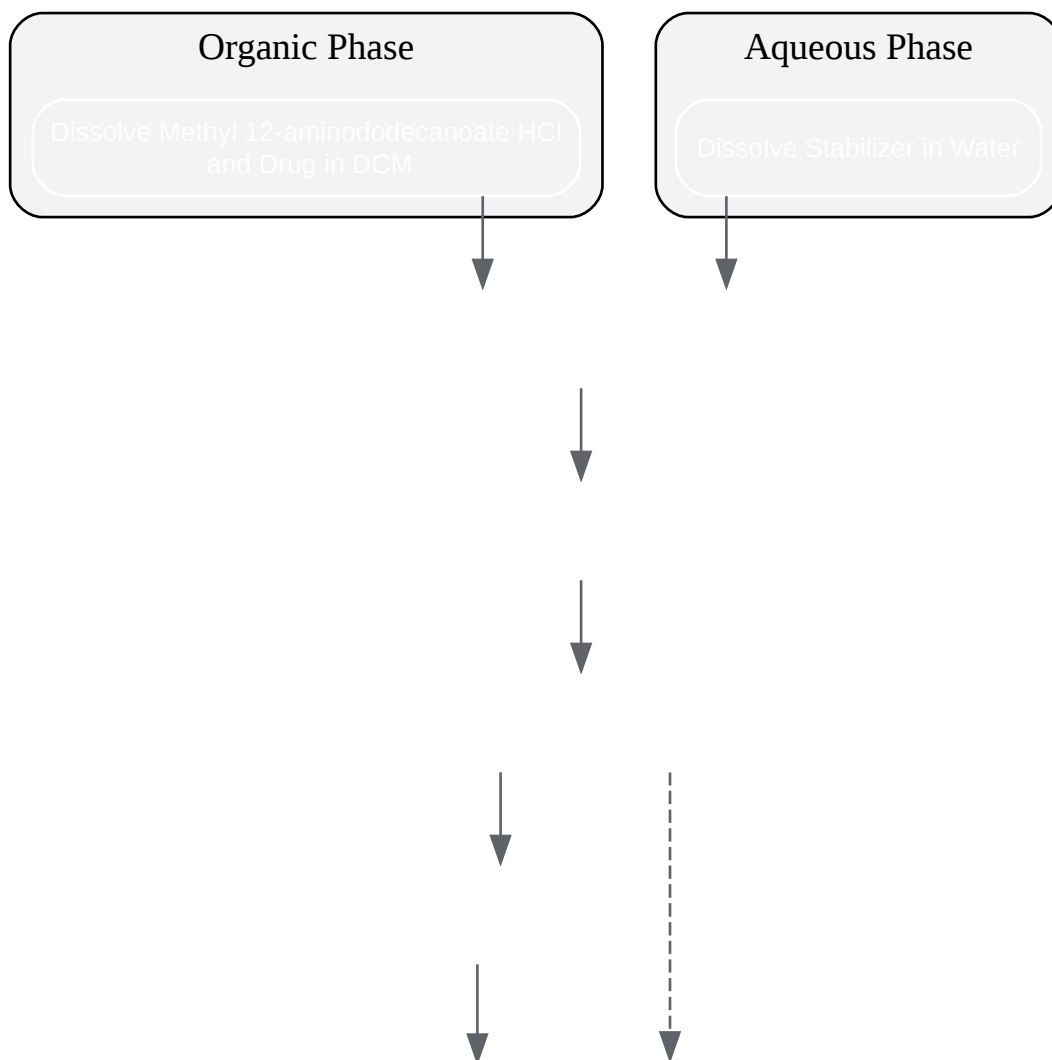 Organic Phase
Aqueous Phase
Dissolve Methyl 12-aminododecanoate HCl
and Drug in DCM
Dissolve Stabilizer in Water